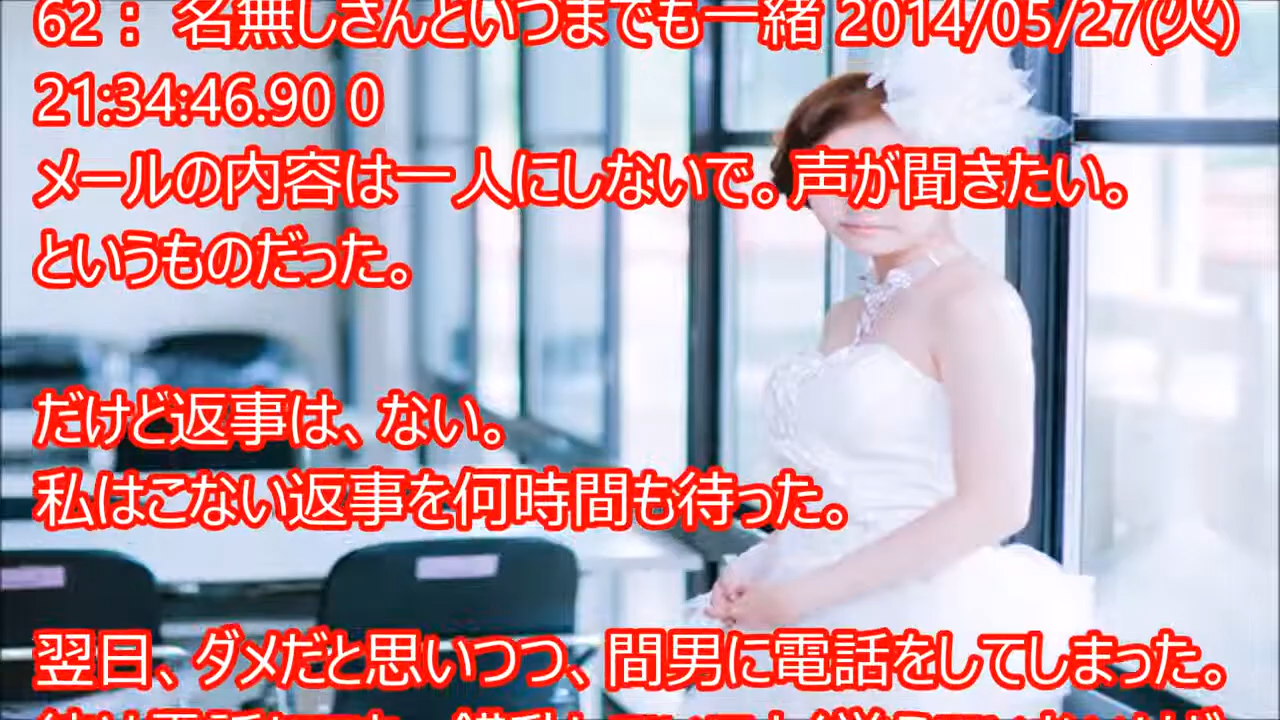 62： 名無しさんといつまでも一緒 2014/05/27(火)
21:34:46.90 0
メールの内容は一人にしないで。声が聞きたい。
というものだった。
だけど返事は、ない。
私はこない返事を何時間も待った。
翌日、ダメだと思いつつ、間男に電話をしてしまった。